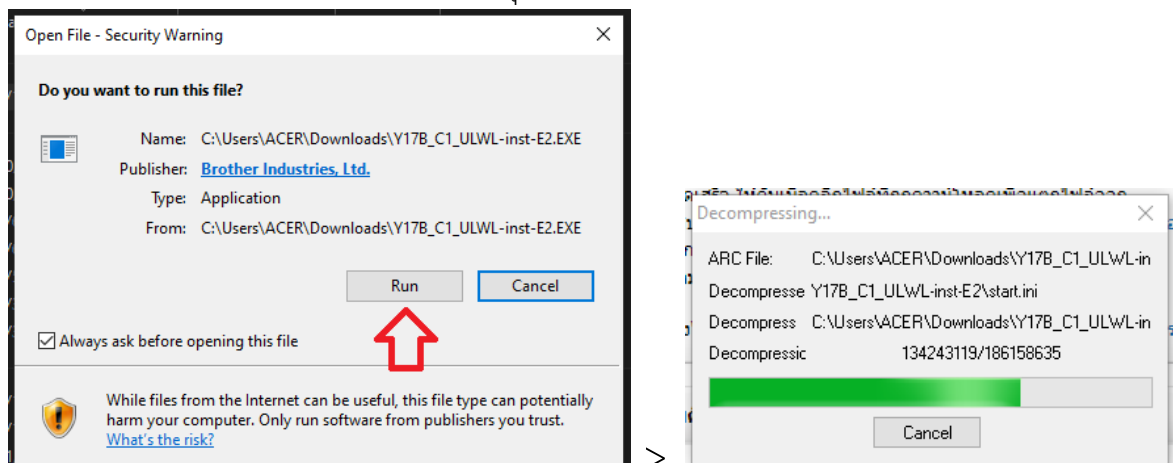 Open File - Security Warning
Do you want to run this file?
Name: C:\Users\ACER\Downloads\Y17B_C1_ULWL-inst-E2.EXE
Publisher: Brother Industries, Ltd.
Type: Application
From: C:\Users\ACER\Downloads\Y17B_C1_ULWL-inst-E2.EXE
Run Cancel
Always ask before opening this file
While files from the Internet can be useful, this file type can potentially
harm your computer. Only run software from publishers you trust.
What's the risk?
>
Decompressing...
ARC File: C:\Users\ACER\Downloads\Y17B_C1_ULWL-in
Decompresse Y17B_C1_ULWL-inst-E2\start.ini
Decompress C:\Users\ACER\Downloads\Y17B_C1_ULWL-in
Decompressic 134243119/186158635
Cancel